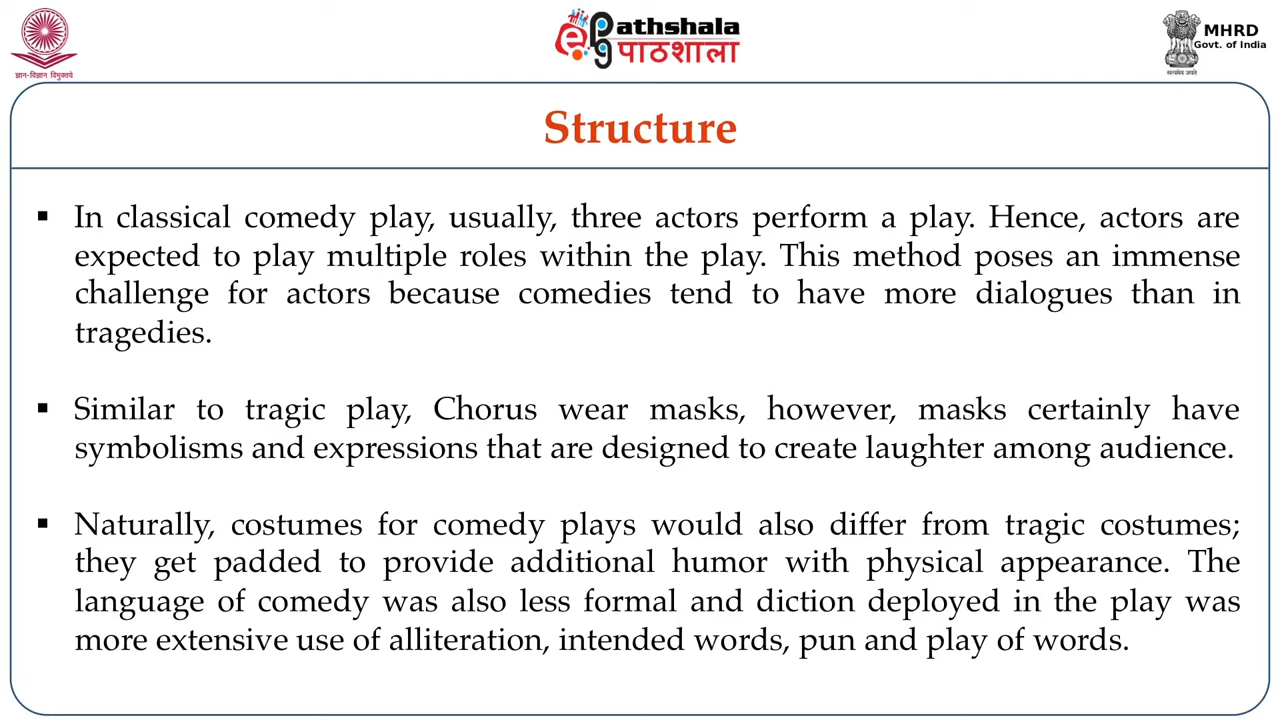 ज्ञान-विज्ञान विमुक्तये
ePg Pathshala
पाठशाला
MHRD
Govt. of India
सत्यमेव जयते
Structure
▪ In classical comedy play, usually, three actors perform a play. Hence, actors are
expected to play multiple roles within the play. This method poses an immense
challenge for actors because comedies tend to have more dialogues than in
tragedies.
▪ Similar to tragic play, Chorus wear masks, however, masks certainly have
symbolisms and expressions that are designed to create laughter among audience.
▪ Naturally, costumes for comedy plays would also differ from tragic costumes;
they get padded to provide additional humor with physical appearance. The
language of comedy was also less formal and diction deployed in the play was
more extensive use of alliteration, intended words, pun and play of words.